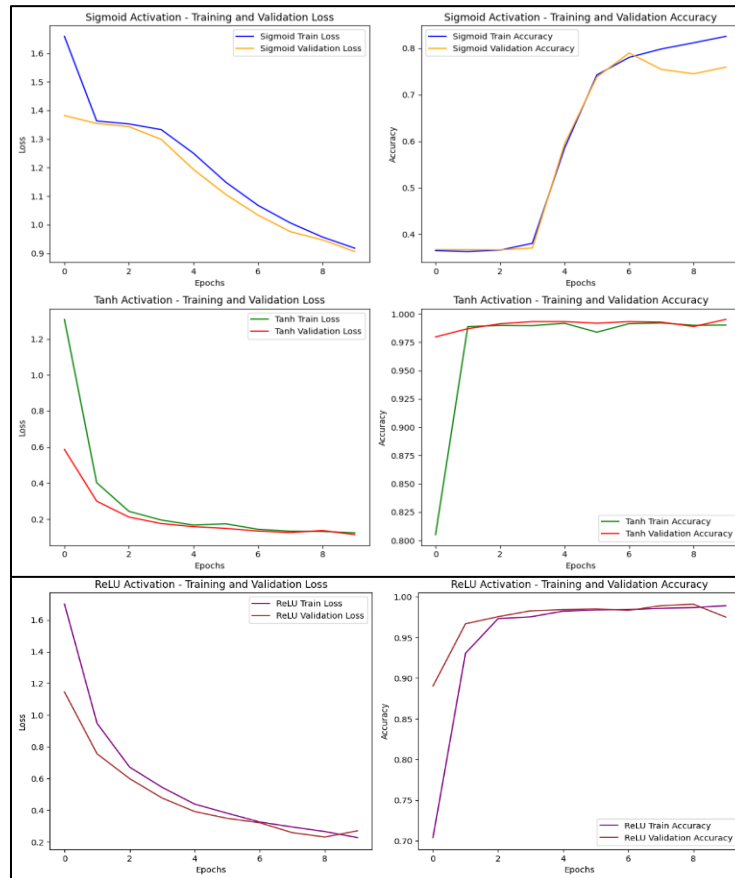 Sigmoid Activation - Training and Validation Loss
Sigmoid Train Loss
Sigmoid Validation Loss
1.6
1.5
1.4
1.3
1.2
1.1
1.0
0.9
Loss
0
2
4
6
8
Epochs
Sigmoid Activation - Training and Validation Accuracy
Sigmoid Train Accuracy
Sigmoid Validation Accuracy
0.8
0.7
0.6
0.5
0.4
Accuracy
0
2
4
6
8
Epochs
Tanh Activation - Training and Validation Loss
Tanh Train Loss
Tanh Validation Loss
1.2
1.0
0.8
0.6
0.4
0.2
Loss
0
2
4
6
8
Epochs
Tanh Activation - Training and Validation Accuracy
1.000
0.975
0.950
0.925
0.900
0.875
0.850
0.825
0.800
Accuracy
Tanh Train Accuracy
Tanh Validation Accuracy
0
2
4
6
8
Epochs
ReLU Activation - Training and Validation Loss
ReLU Train Loss
ReLU Validation Loss
1.6
1.4
1.2
1.0
0.8
0.6
0.4
0.2
Loss
0
2
4
6
8
Epochs
ReLU Activation - Training and Validation Accuracy
1.00
0.95
0.90
0.85
0.80
0.75
0.70
Accuracy
ReLU Train Accuracy
ReLU Validation Accuracy
0
2
4
6
8
Epochs